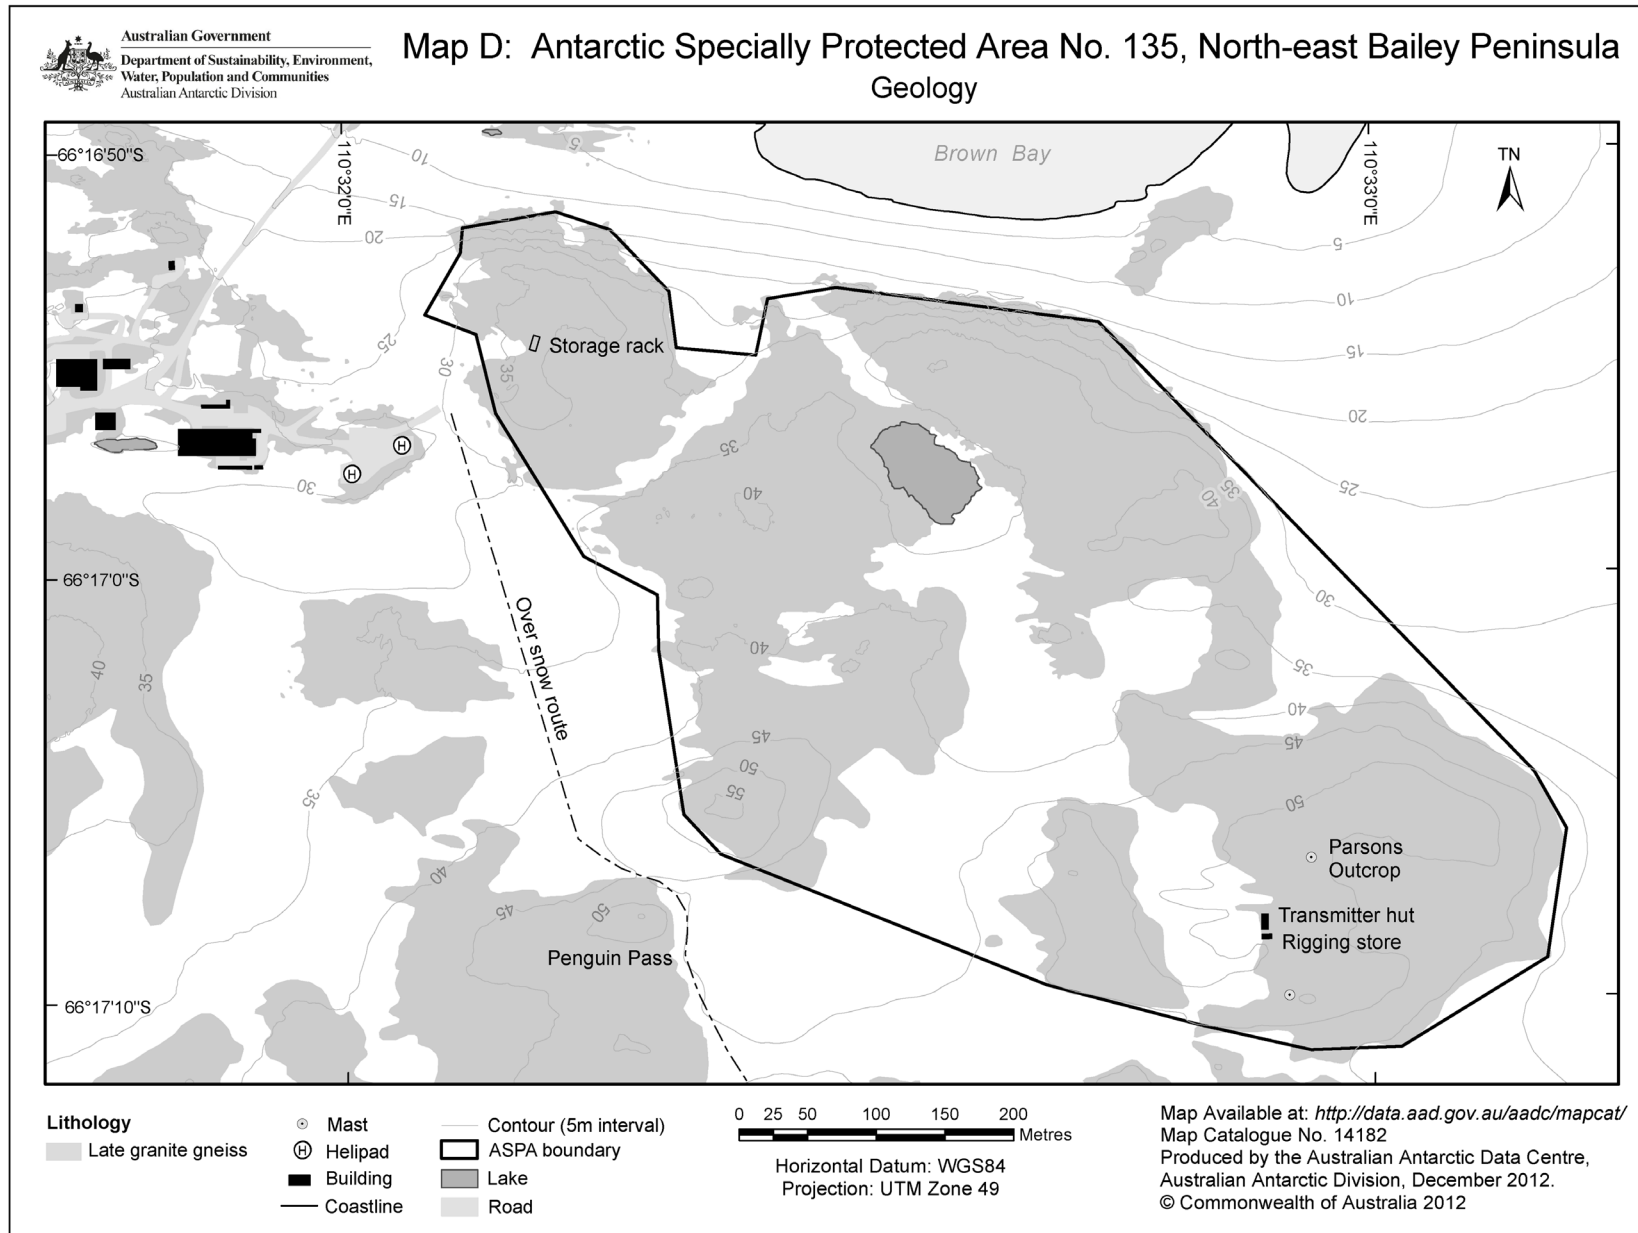 Australian Government
Department of Sustainability, Environment,
Water, Population and Communities
Australian Antarctic Division
Map D: Antarctic Specially Protected Area No. 135, North-east Bailey Peninsula
Geology
66°16'50"S
110°32'0"E
Brown Bay
110°33'0"E
TN
5
10
15
20
5
10
15
20
25
25
30
35
Storage rack
35
40
35
40
30
H
H
66°17'0"S
30
Over snow route
40
35
40
35
40
45
45
50
55
50
35
40
45
50
Parsons
Outcrop
Transmitter hut
Rigging store
Penguin Pass
66°17'10"S
Lithology
Late granite gneiss
Mast
H Helipad
Building
Coastline
Contour (5m interval)
ASPA boundary
Lake
Road
0 25 50 100 150 200
Metres
Horizontal Datum: WGS84
Projection: UTM Zone 49
Map Available at: http://data.aad.gov.au/aadc/mapcat/
Map Catalogue No. 14182
Produced by the Australian Antarctic Data Centre,
Australian Antarctic Division, December 2012.
© Commonwealth of Australia 2012